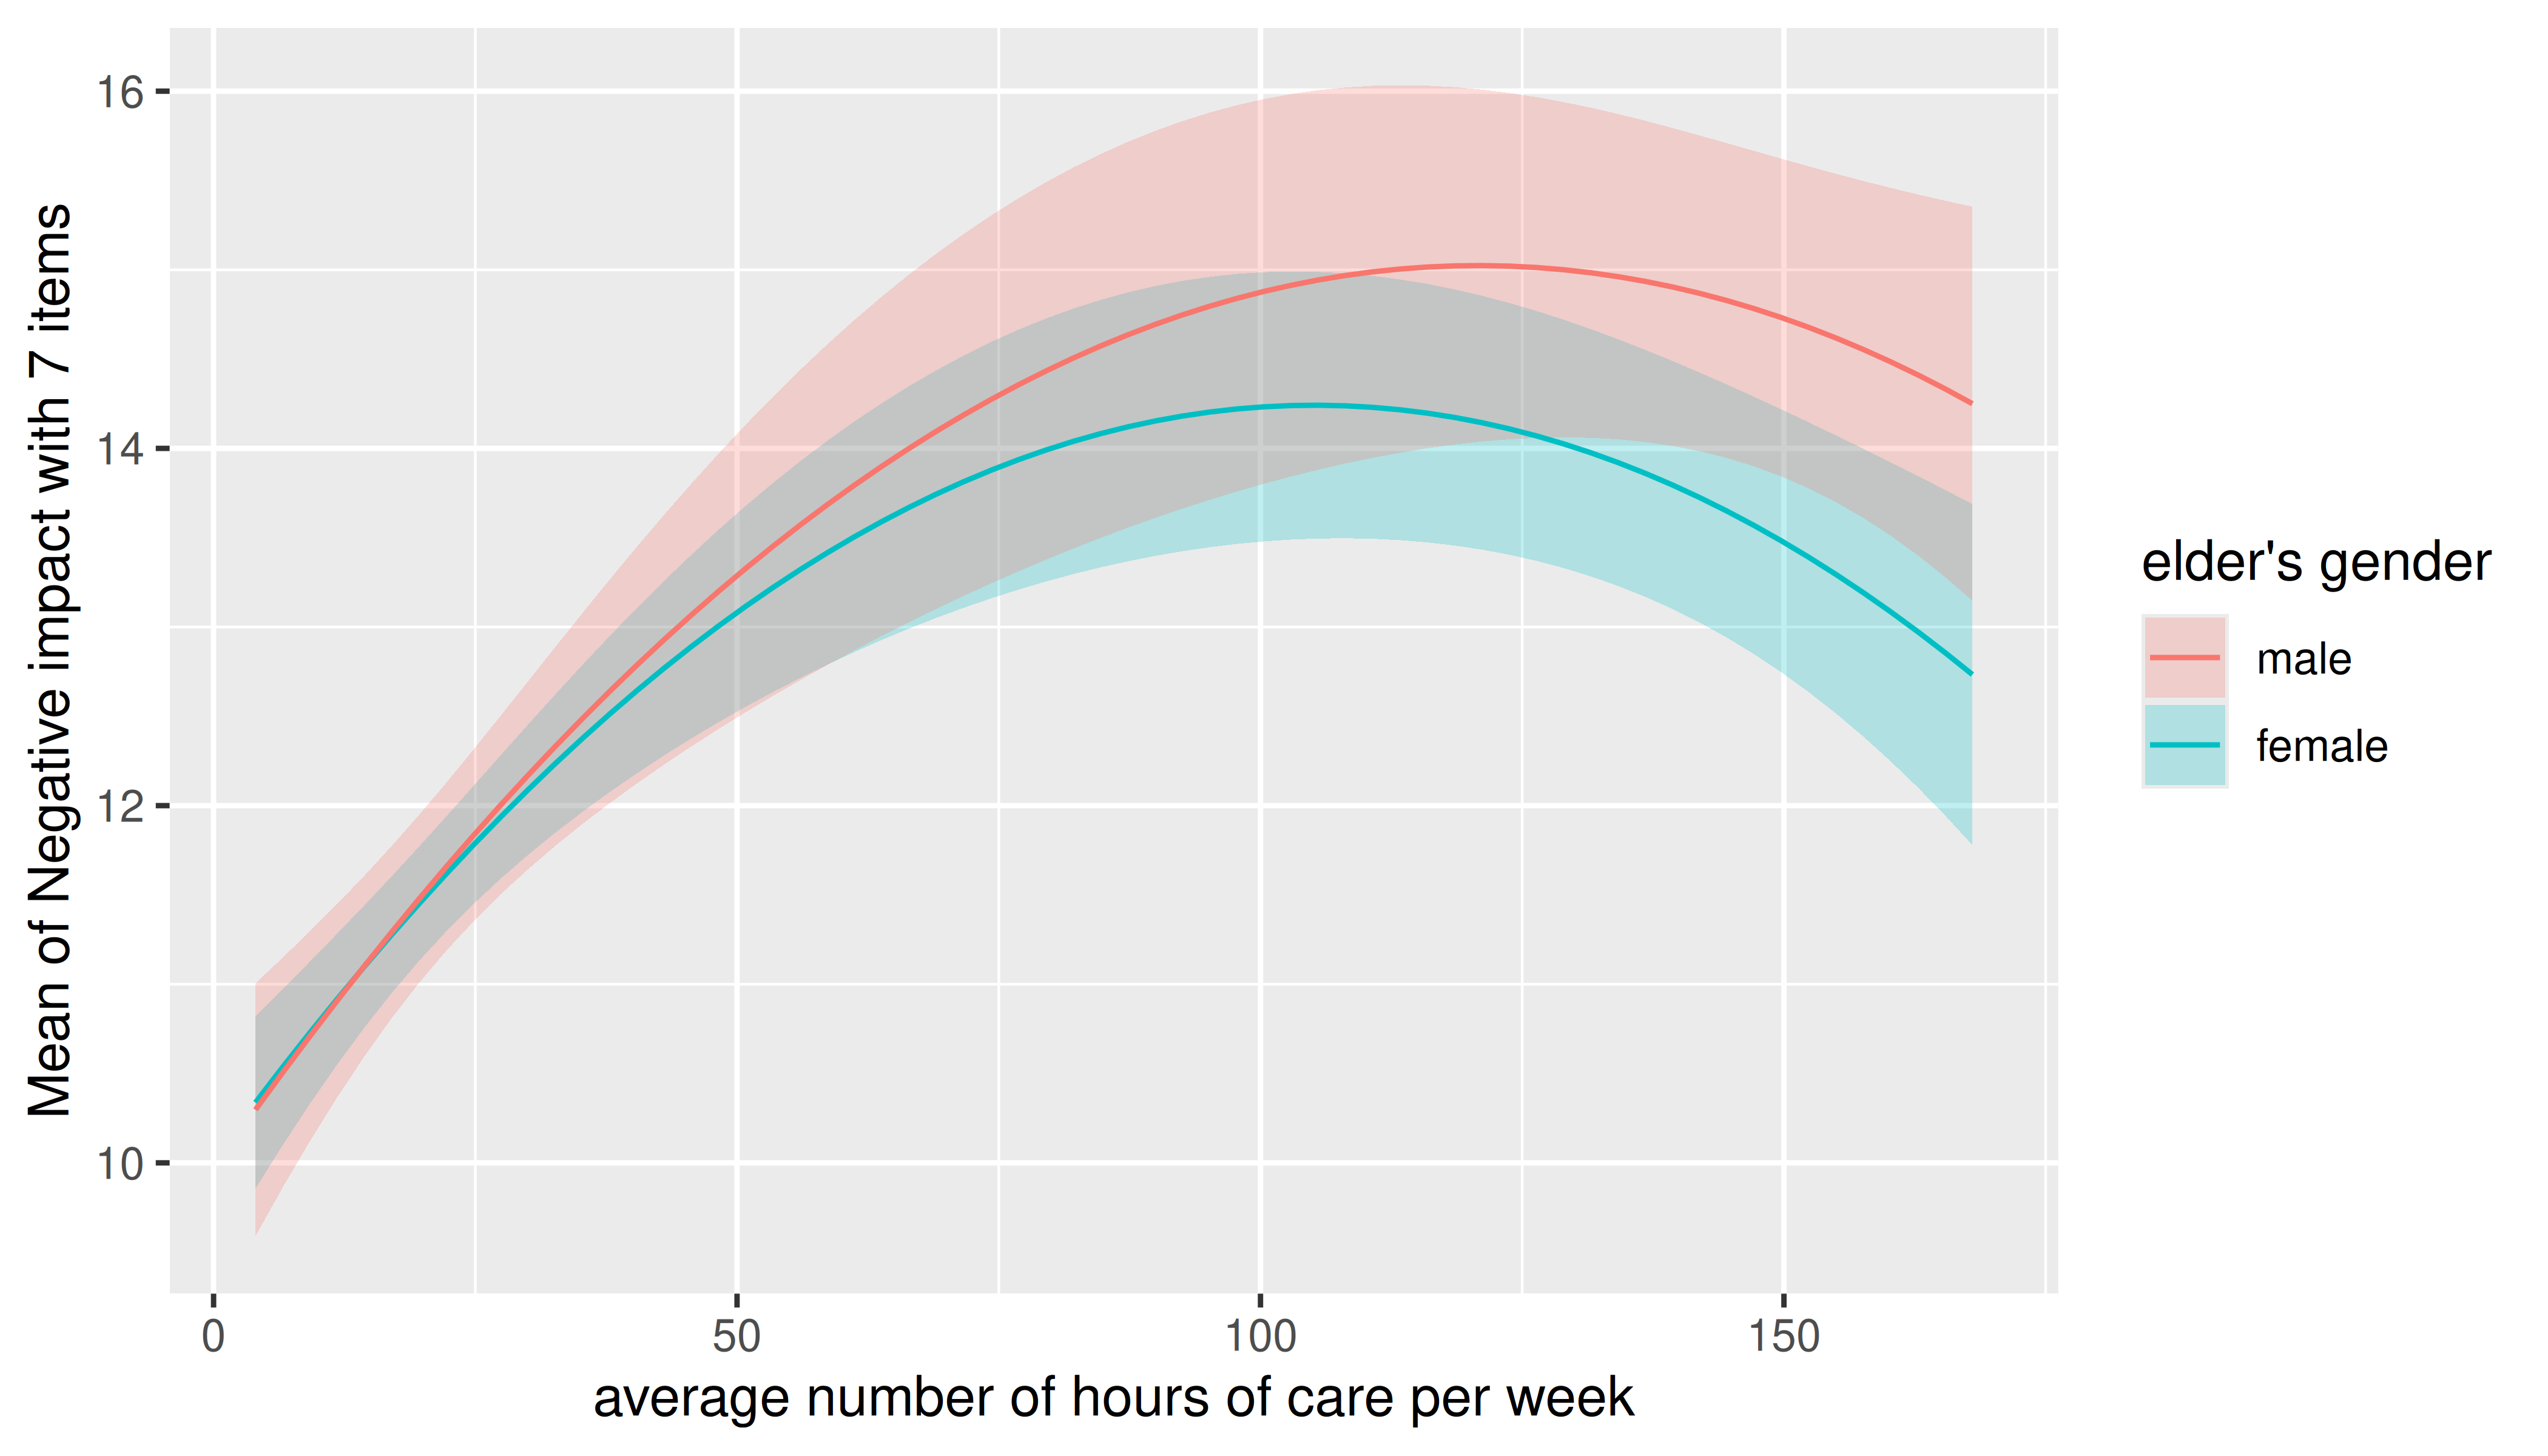 Mean of Negative impact with 7 items
16
14
12
10
0
50
100
150
average number of hours of care per week
elder's gender
male
female